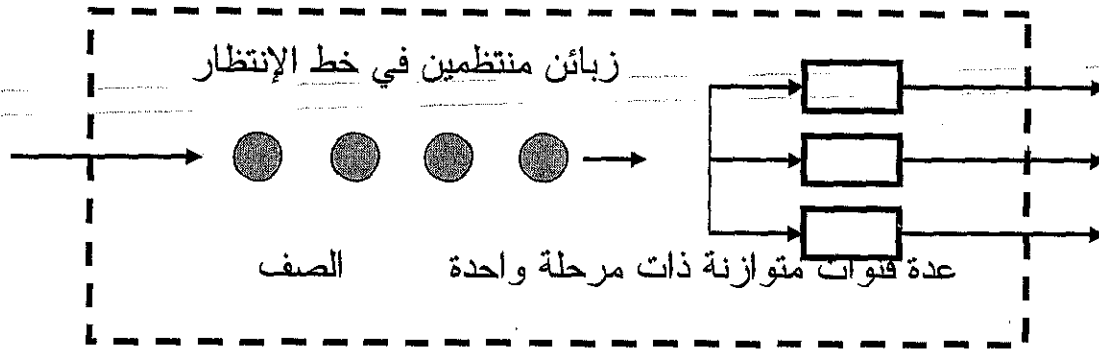 زبائن منتظمين في خط الإنتظار
الصف
عدة قنوات متوازنة ذات مرحلة واحدة